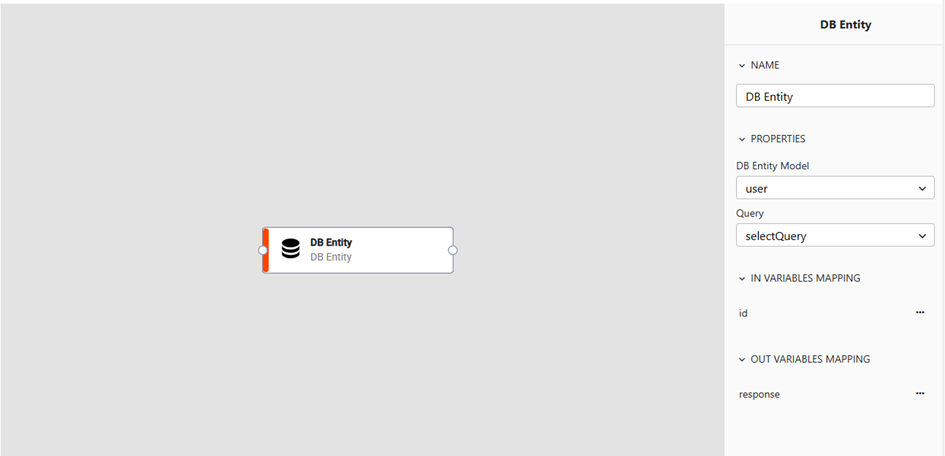 DB Entity
DB Entity
DB Entity
NAME
DB Entity
PROPERTIES
DB Entity Model
user
Query
selectQuery
IN VARIABLES MAPPING
id
OUT VARIABLES MAPPING
response